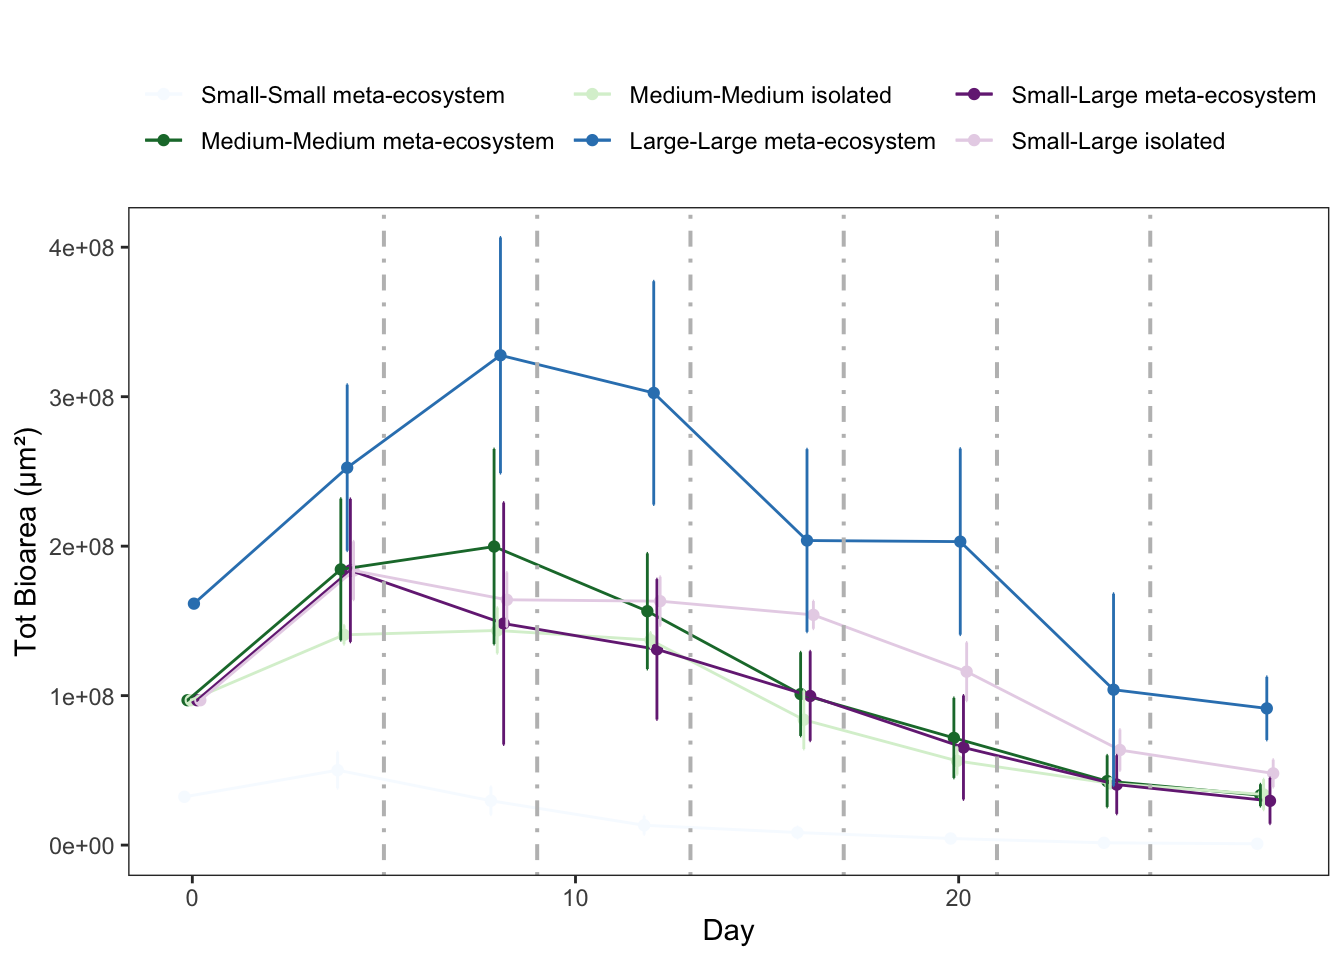 Small-Small meta-ecosystem Medium-Medium isolated Small-Large meta-ecosystem
Medium-Medium meta-ecosystem Large-Large meta-ecosystem Small-Large isolated
4e+08
3e+08
2e+08
1e+08
0e+00
Tot Bioarea (µm²)
0 10 20
Day